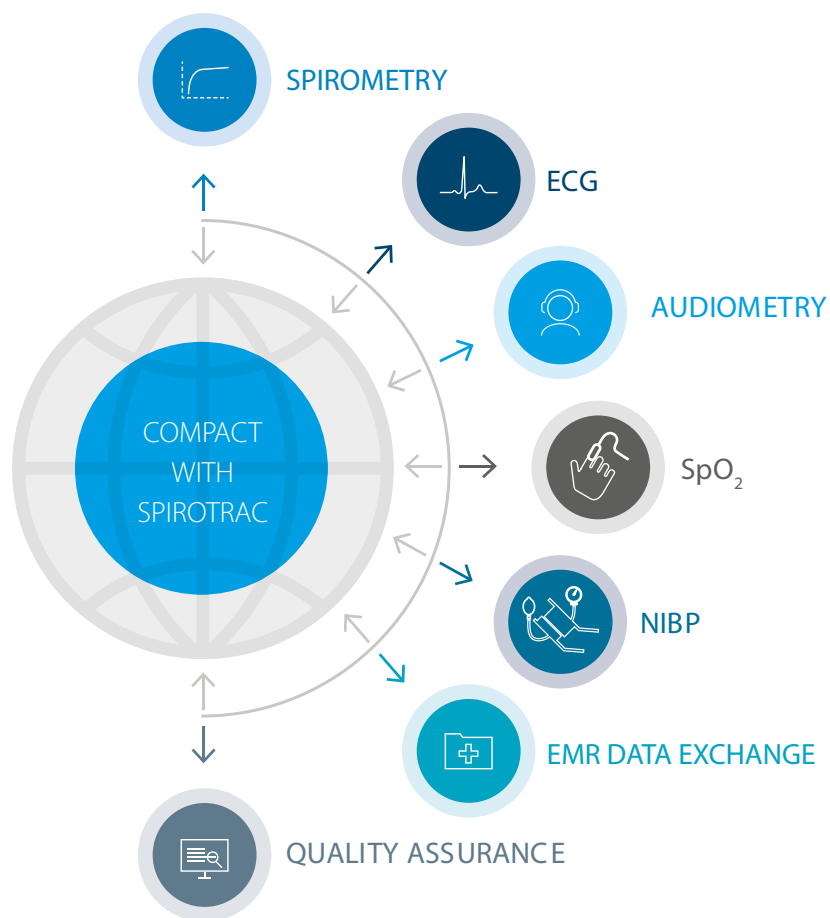 SPIROMETRY
ECG
AUDIOMETRY
COMPACT
WITH
SPIROTRAC
SpO₂
NIBP
EMR DATA EXCHANGE
QUALITY ASSURANCE